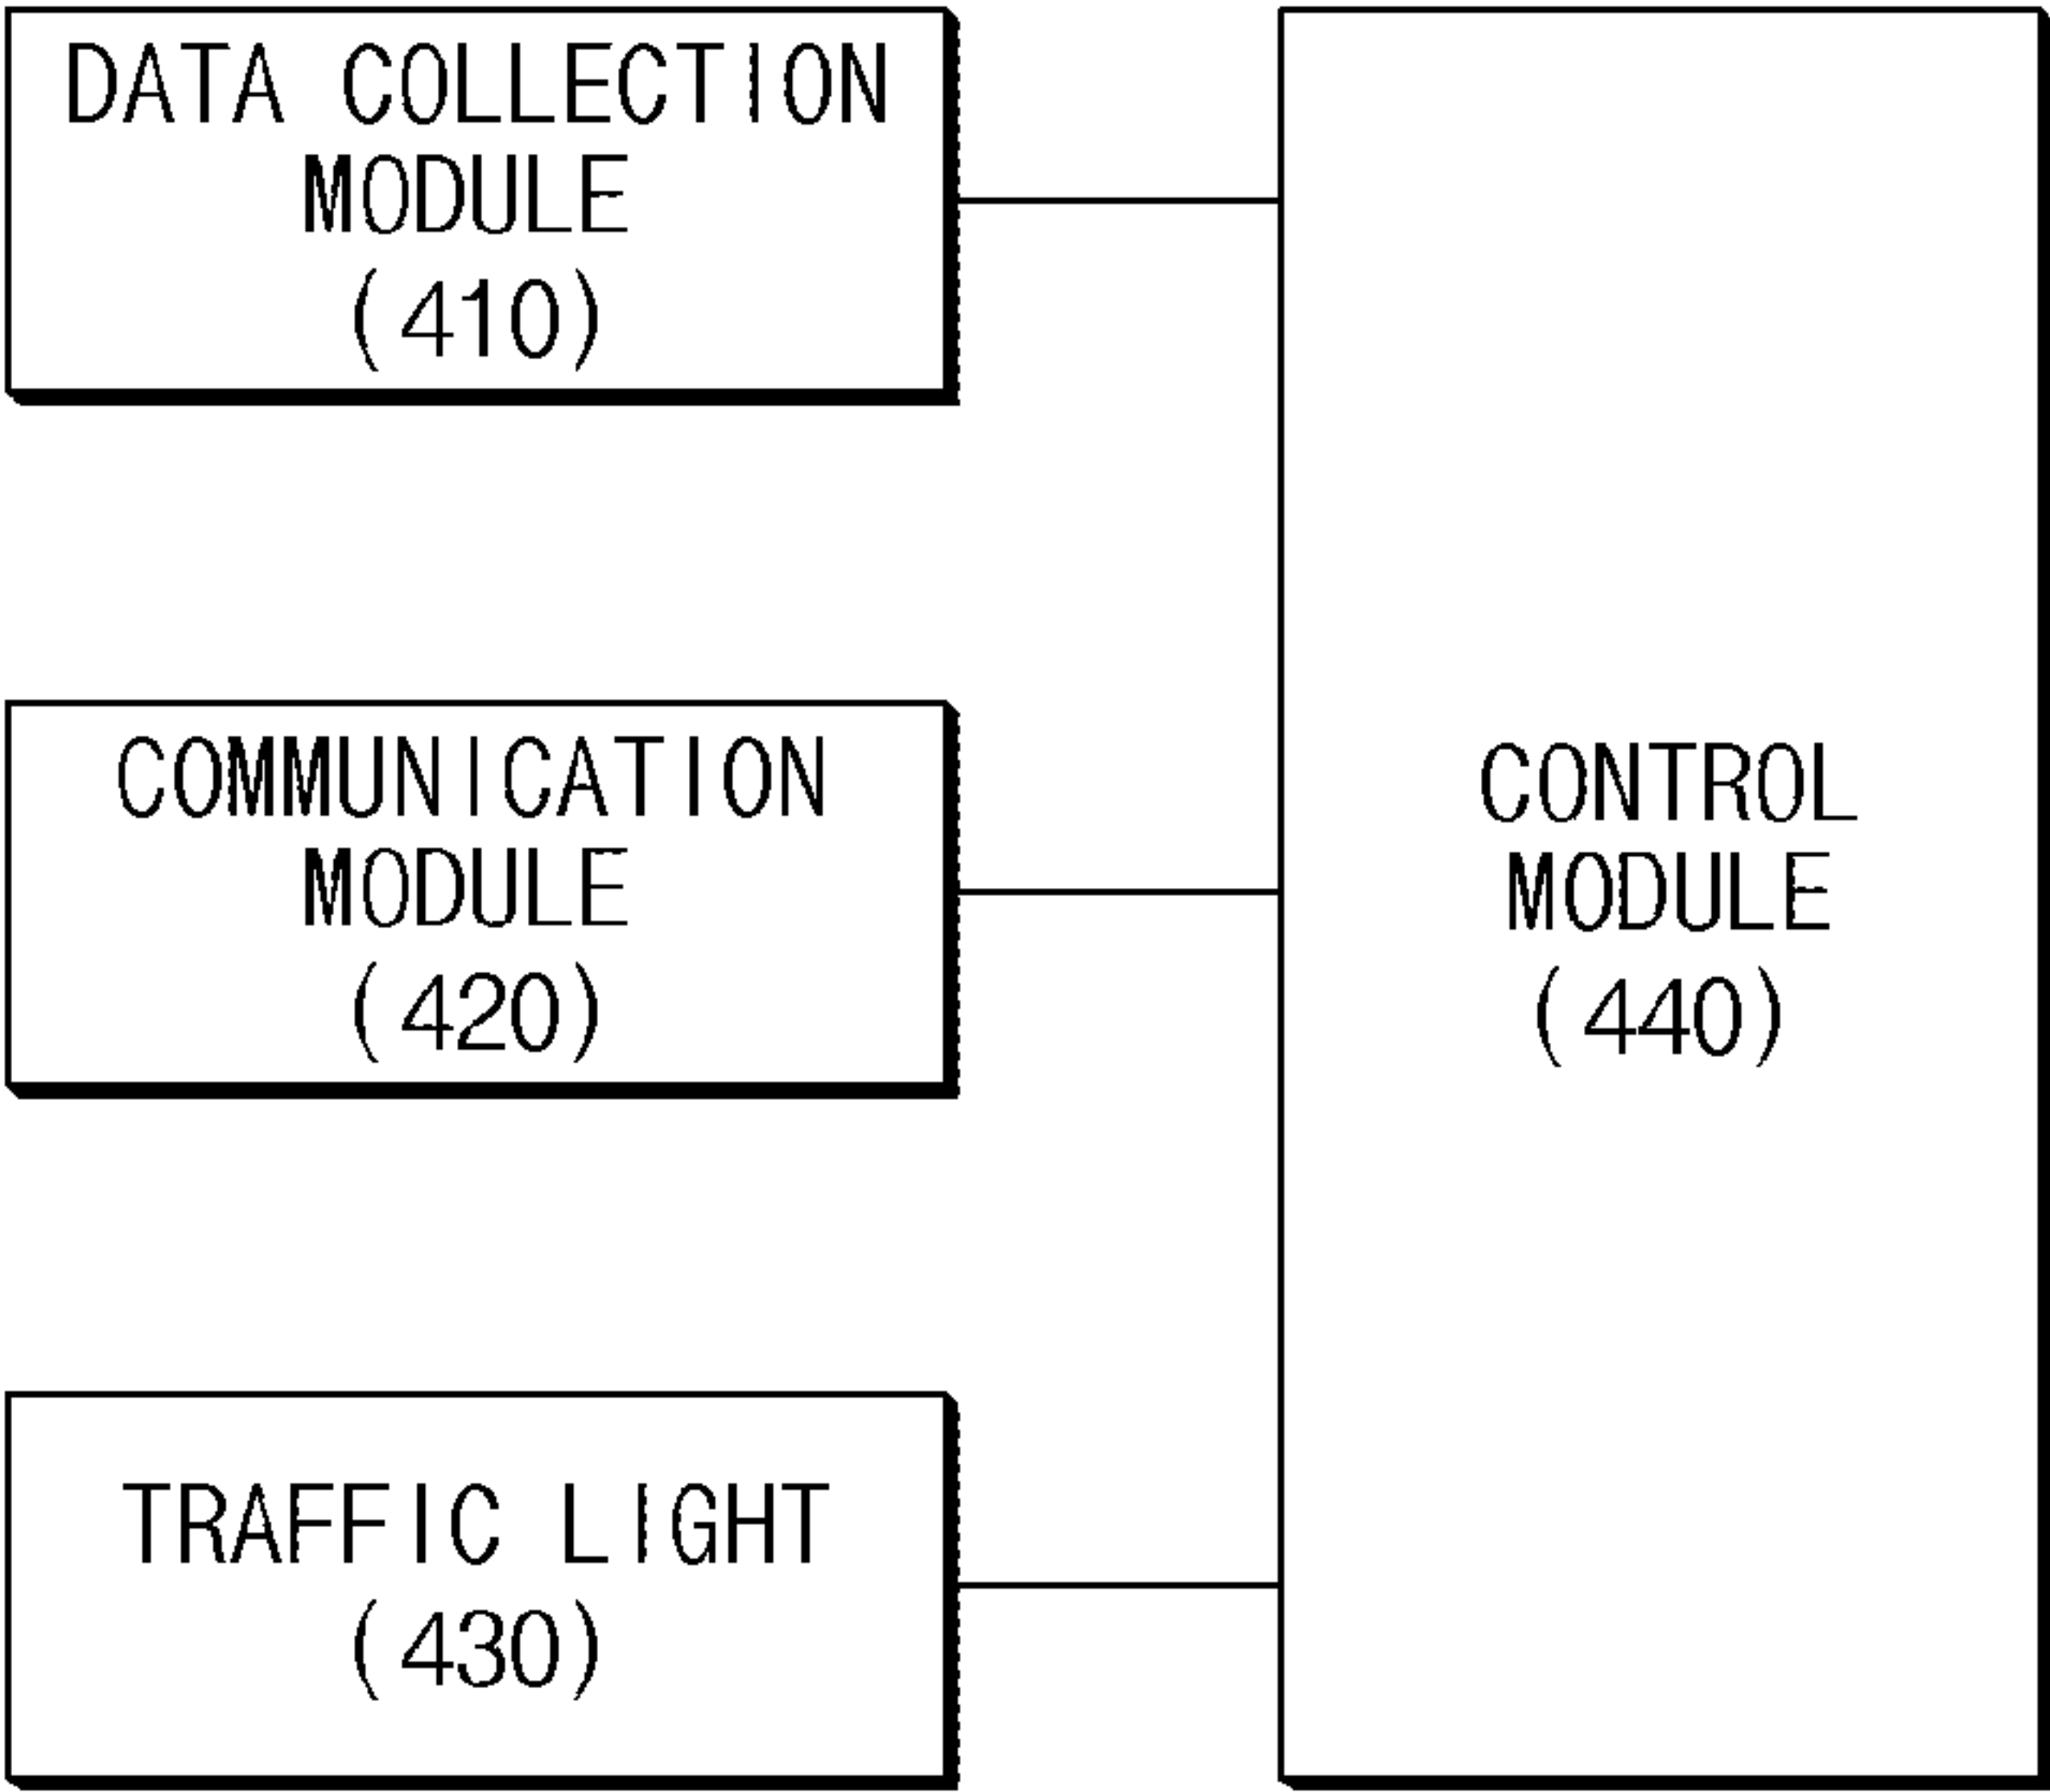 DATA COLLECTION
MODULE
(410)
COMMUNICATION
MODULE
(420)
TRAFFIC LIGHT
(430)
CONTROL
MODULE
(440)